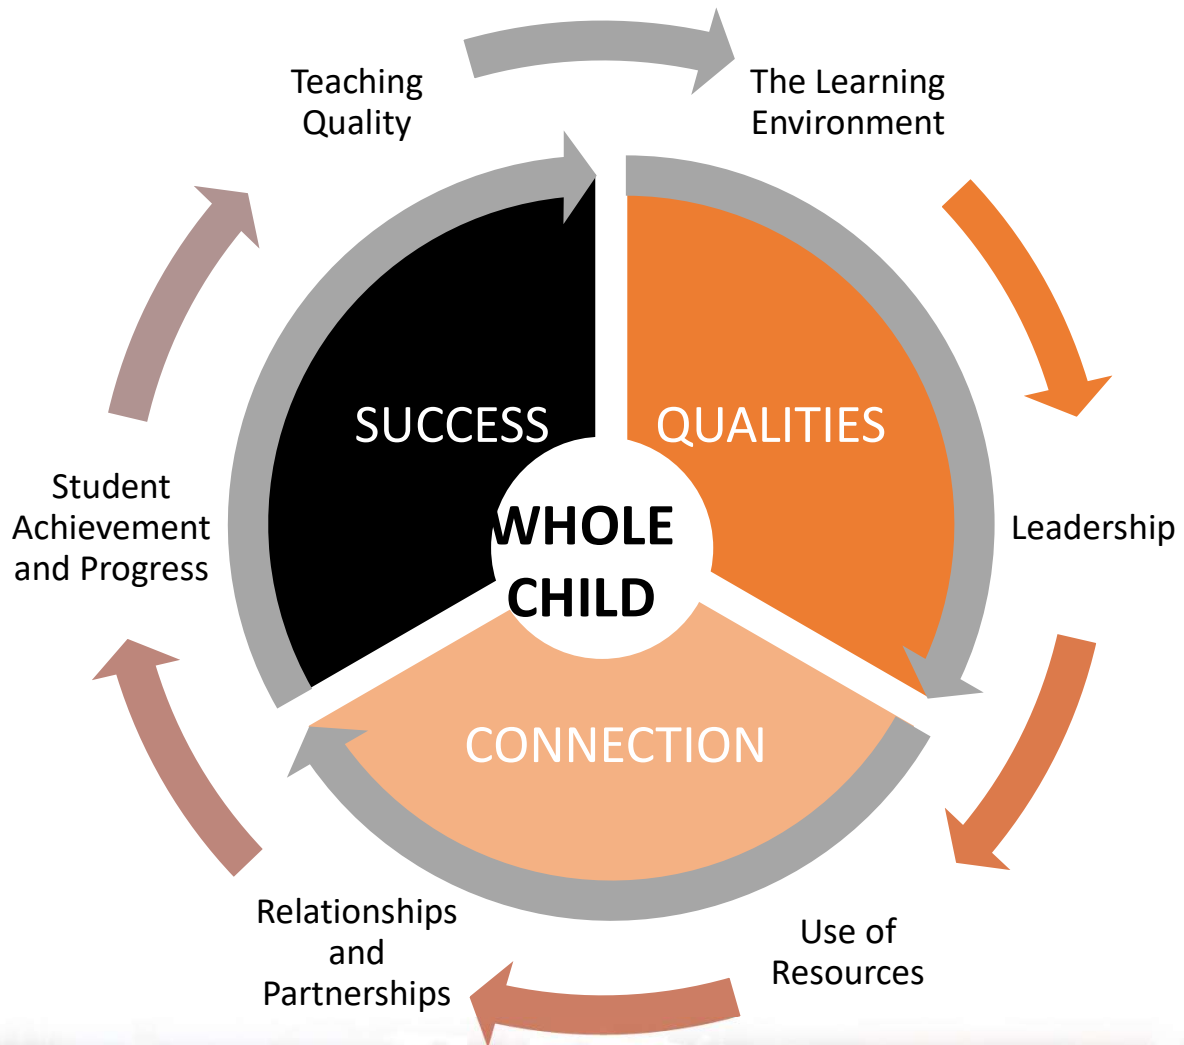 Teaching
Quality
The Learning
Environment
SUCCESS
QUALITIES
WHOLE
CHILD
Student
Achievement
and Progress
Leadership
CONNECTION
Relationships
and
Partnerships
Use of
Resources